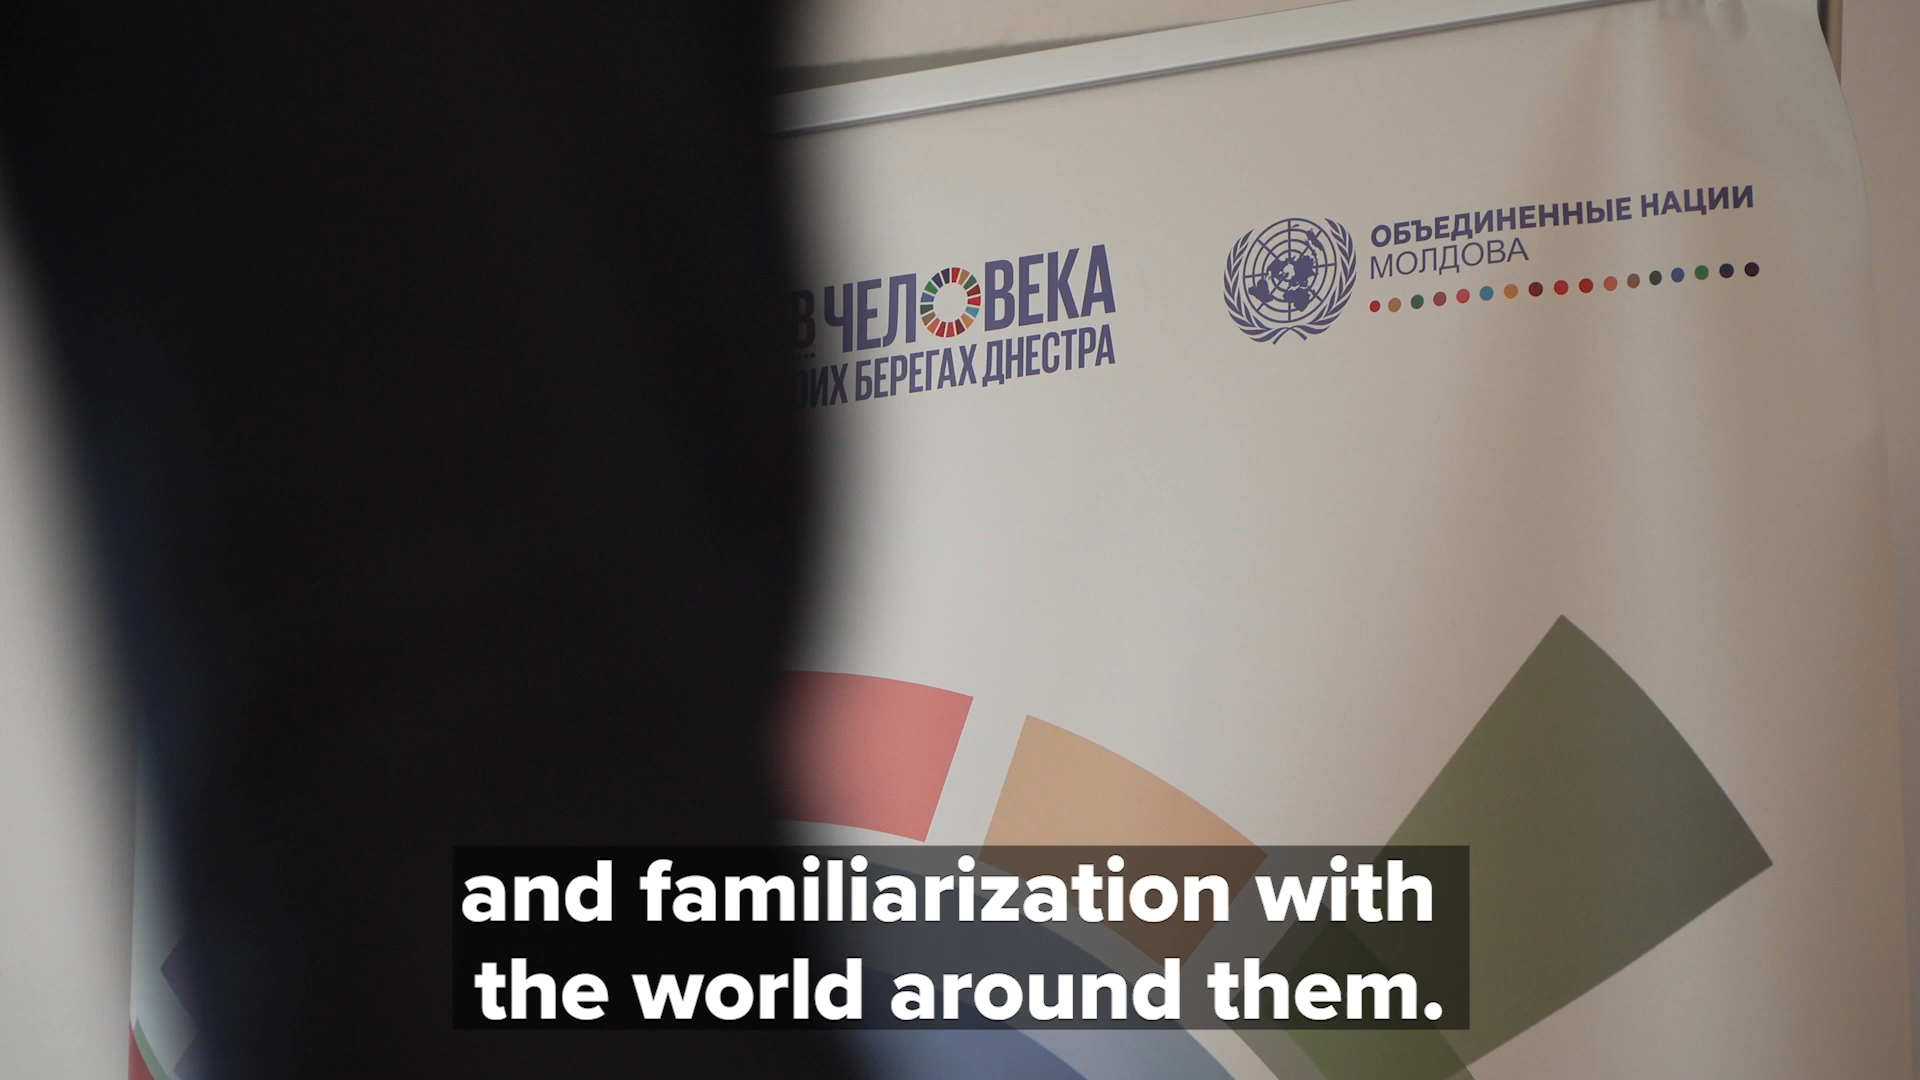 В ЧЕЛОВЕКА
БЕРЕГАХ ДНЕСТРА
ОБЪЕДИНЕННЫЕ НАЦИИ
МОЛДОВА
and familiarization with
the world around them.